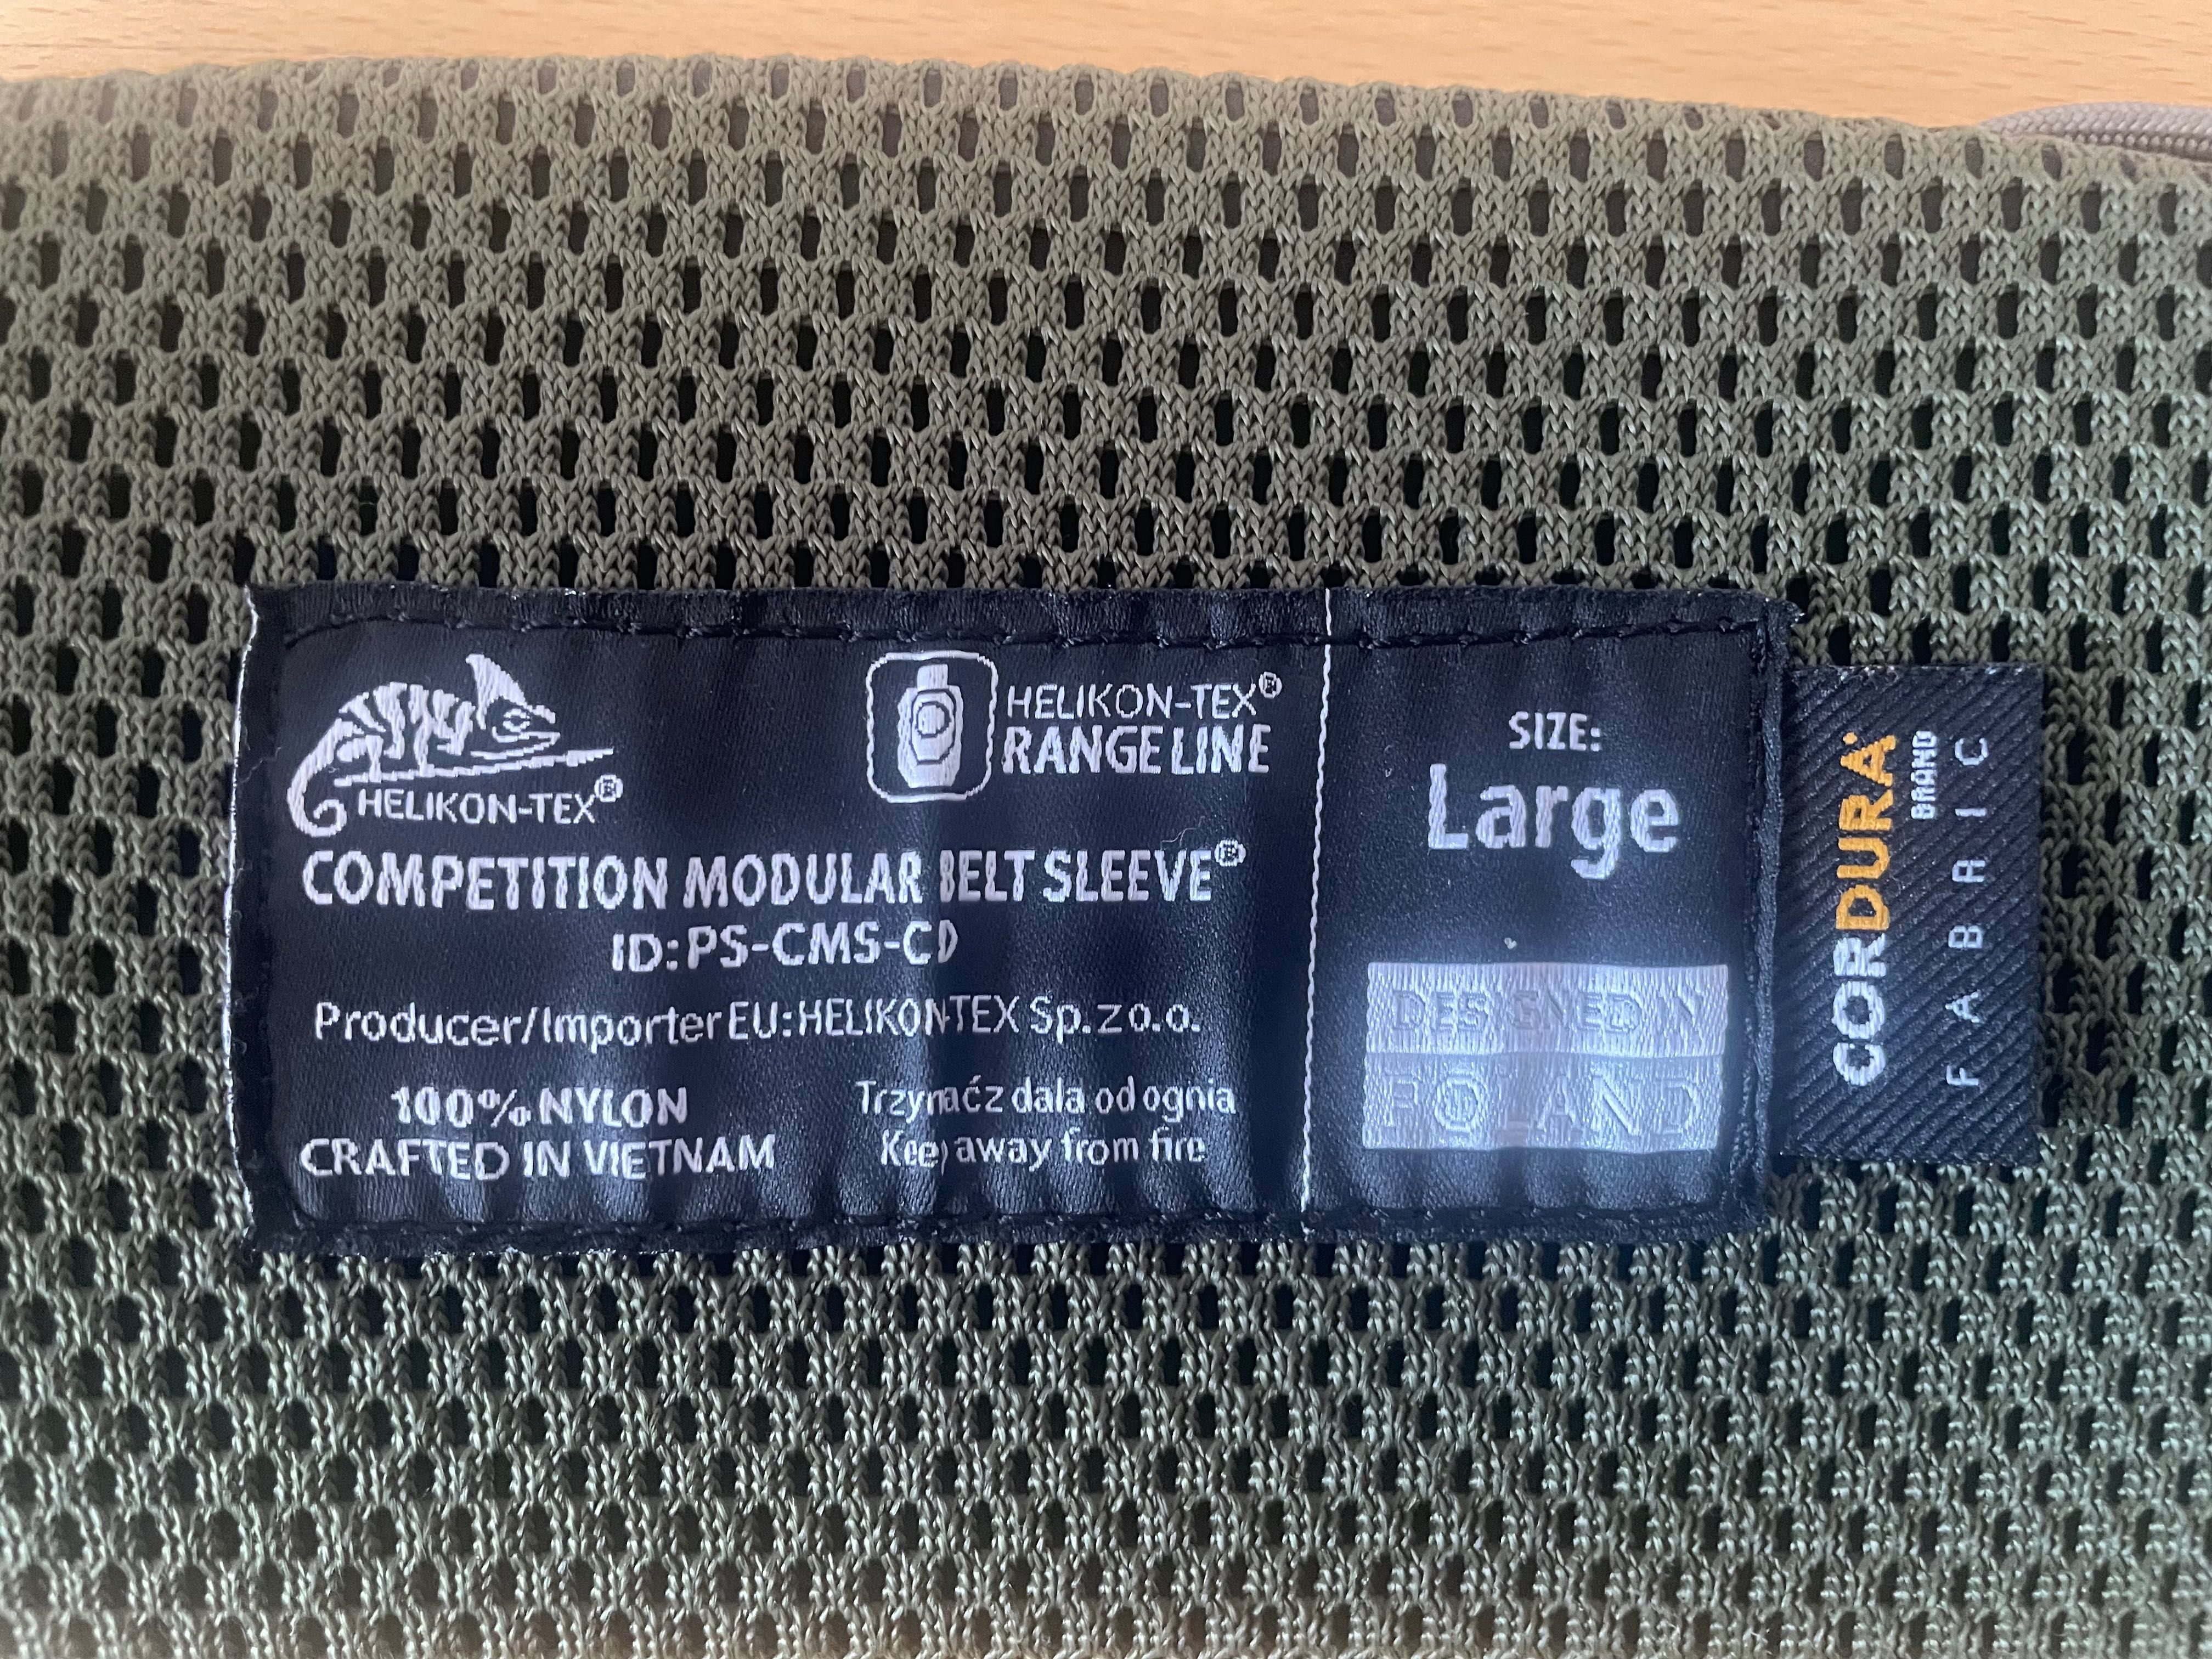 HELIKON-TEX®
HELIKON-TEX®
RANGE LINE
COMPETITION MODULAR BELT SLEEVE®
ID: PS-CMS-CD
Producer/Importer EU: HELIKON-TEX Sp. z o.o.
100% NYLON
CRAFTED IN VIETNAM
Trzymać z dala od ognia
Keep away from fire
SIZE:
Large
DESIGNED IN
POLAND
CORDURA®
BRAND
FABRIC